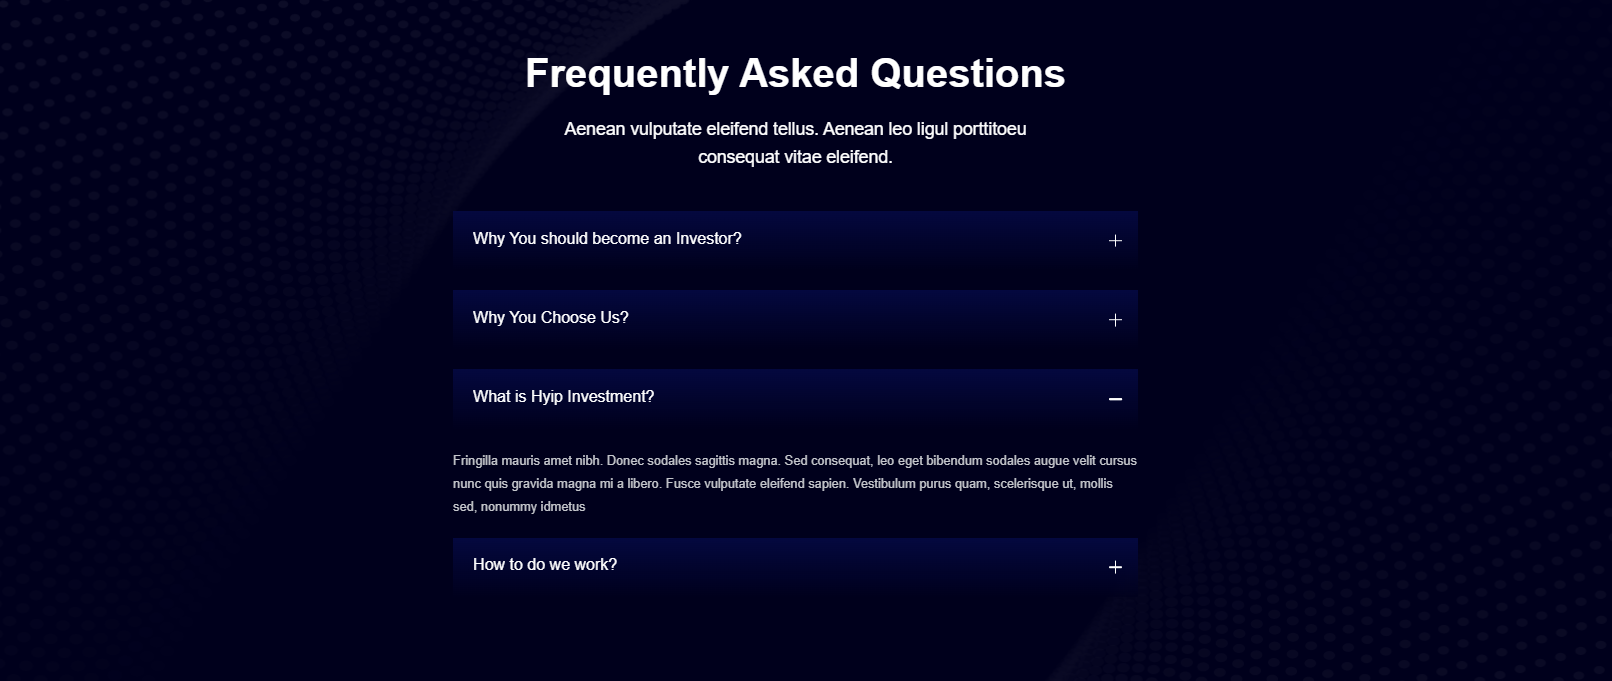 Frequently Asked Questions
Aenean vulputate eleifend tellus. Aenean leo ligul porttitoeu
consequat vitae eleifend.
Why You should become an Investor?
Why You Choose Us?
What is Hyip Investment?
Fringilla mauris amet nibh. Donec sodales sagittis magna. Sed consequat, leo eget bibendum sodales augue velit cursus
nunc quis gravida magna mi a libero. Fusce vulputate eleifend sapien. Vestibulum purus quam, scelerisque ut, mollis
sed, nonummy idmetus
How to do we work?